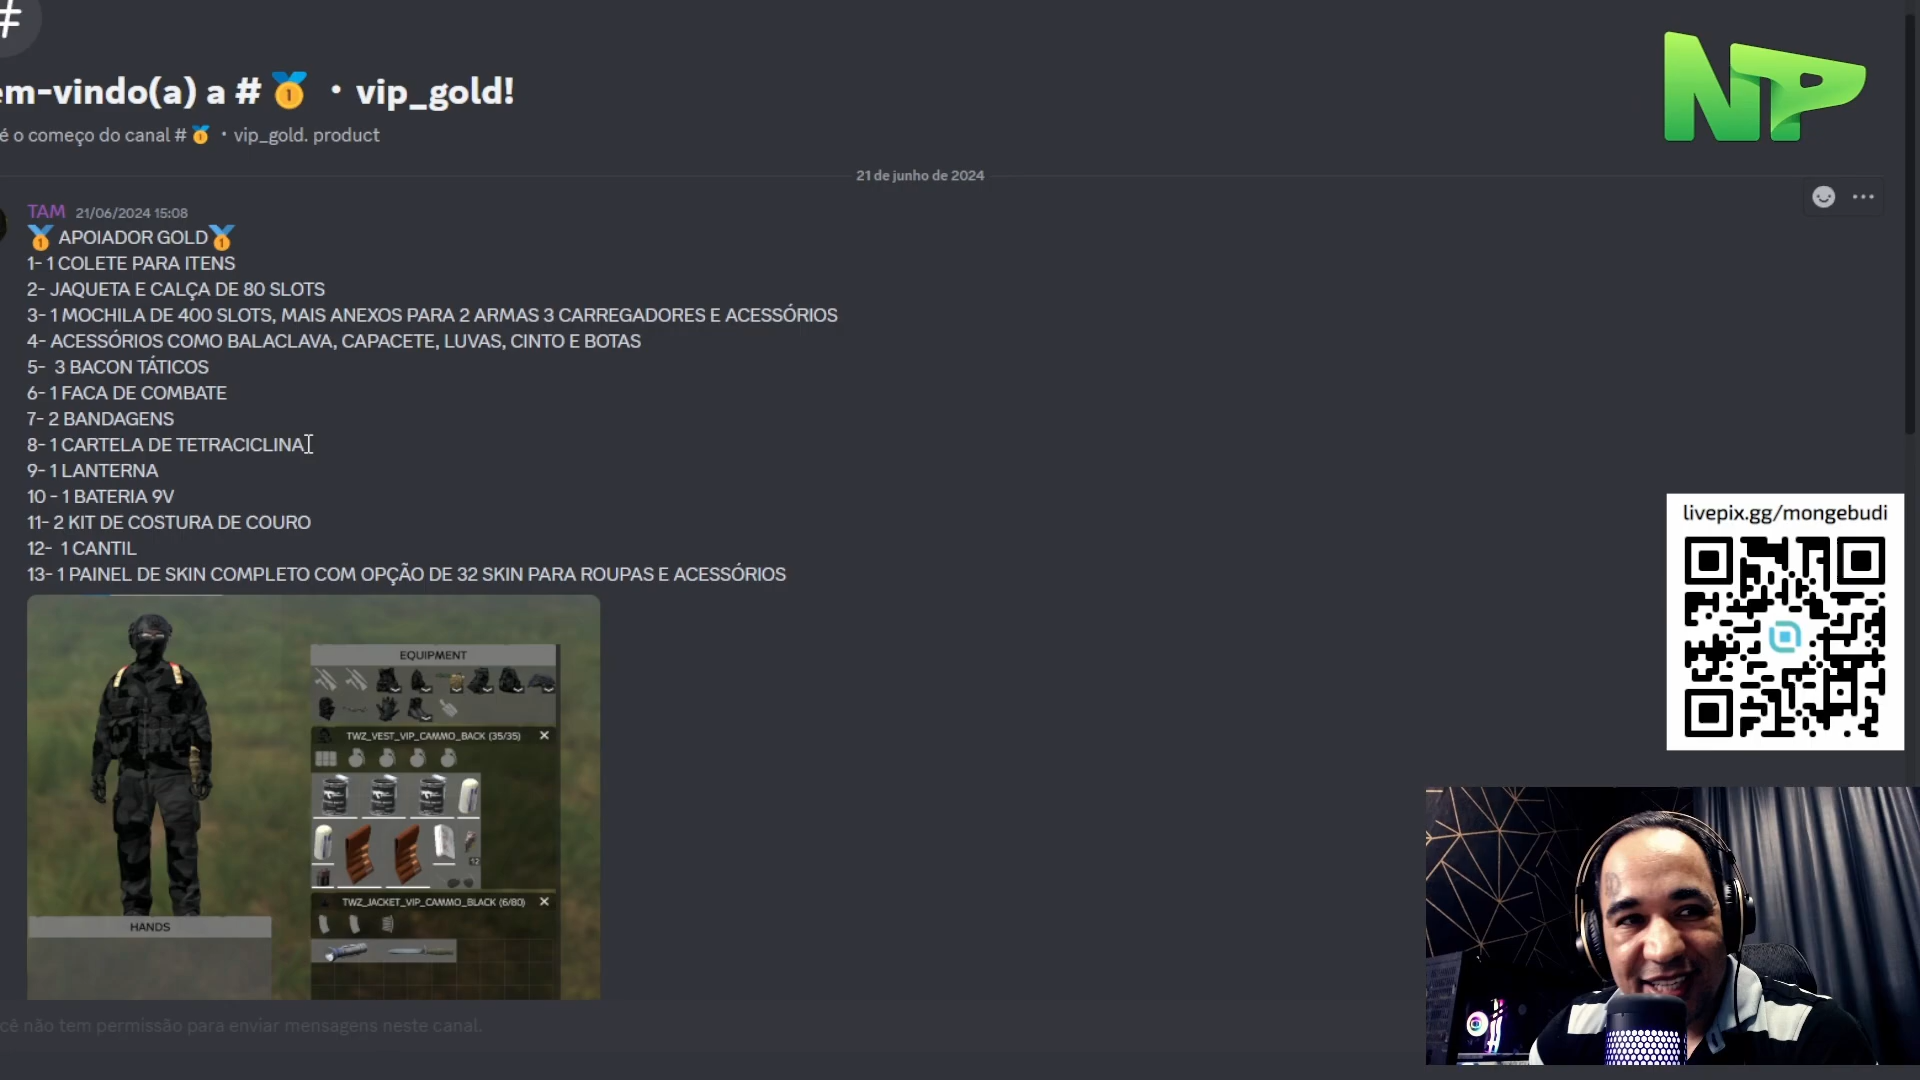 #
em-vindo(a) a # 🥇・vip_gold!
é o começo do canal # 🥇・vip_gold. product
21 de junho de 2024
TAM 21/06/2024 15:08
🥇 APOIADOR GOLD🥇
1- 1 COLETE PARA ITENS
2- JAQUETA E CALÇA DE 80 SLOTS
3- 1 MOCHILA DE 400 SLOTS, MAIS ANEXOS PARA 2 ARMAS 3 CARREGADORES E ACESSÓRIOS
4- ACESSÓRIOS COMO BALACLAVA, CAPACETE, LUVAS, CINTO E BOTAS
5- 3 BACON TÁTICOS
6- 1 FACA DE COMBATE
7- 2 BANDAGENS
8- 1 CARTELA DE TETRACICLINA
9- 1 LANTERNA
10 - 1 BATERIA 9V
11- 2 KIT DE COSTURA DE COURO
12- 1 CANTIL
13- 1 PAINEL DE SKIN COMPLETO COM OPÇÃO DE 32 SKIN PARA ROUPAS E ACESSÓRIOS
EQUIPMENT
TWZ_VEST_VIP_CAMMO_BACK (35/35)
TWZ_JACKET_VIP_CAMMO_BLACK (6/80)
HANDS
cê não tem permissão para enviar mensagens neste canal.
NP
livepix.gg/mongebudi